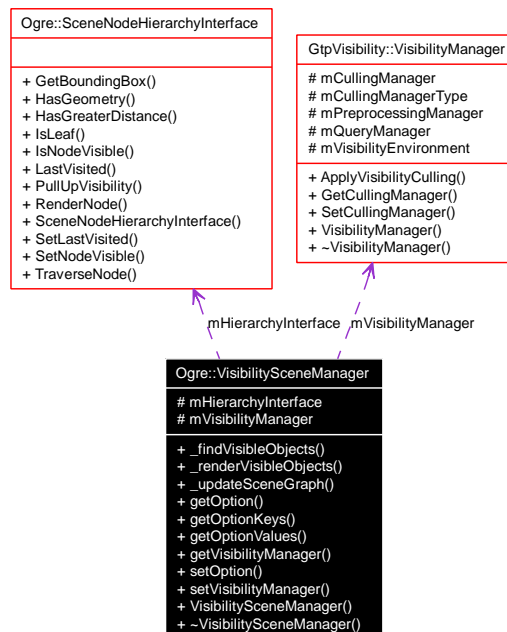 Ogre::SceneNodeHierarchyInterface
+ GetBoundingBox()
+ HasGeometry()
+ HasGreaterDistance()
+ IsLeaf()
+ IsNodeVisible()
+ LastVisited()
+ PullUpVisibility()
+ RenderNode()
+ SceneNodeHierarchyInterface()
+ SetLastVisited()
+ SetNodeVisible()
+ TraverseNode()
GtpVisibility::VisibilityManager
# mCullingManager
# mCullingManagerType
# mPreprocessingManager
# mQueryManager
# mVisibilityEnvironment
+ ApplyVisibilityCulling()
+ GetCullingManager()
+ SetCullingManager()
+ VisibilityManager()
+ ~VisibilityManager()
mHierarchyInterface
mVisibilityManager
Ogre::VisibilitySceneManager
# mHierarchyInterface
# mVisibilityManager
+ _findVisibleObjects()
+ _renderVisibleObjects()
+ _updateSceneGraph()
+ getOption()
+ getOptionKeys()
+ getOptionValues()
+ getVisibilityManager()
+ setOption()
+ setVisibilityManager()
+ VisibilitySceneManager()
+ ~VisibilitySceneManager()